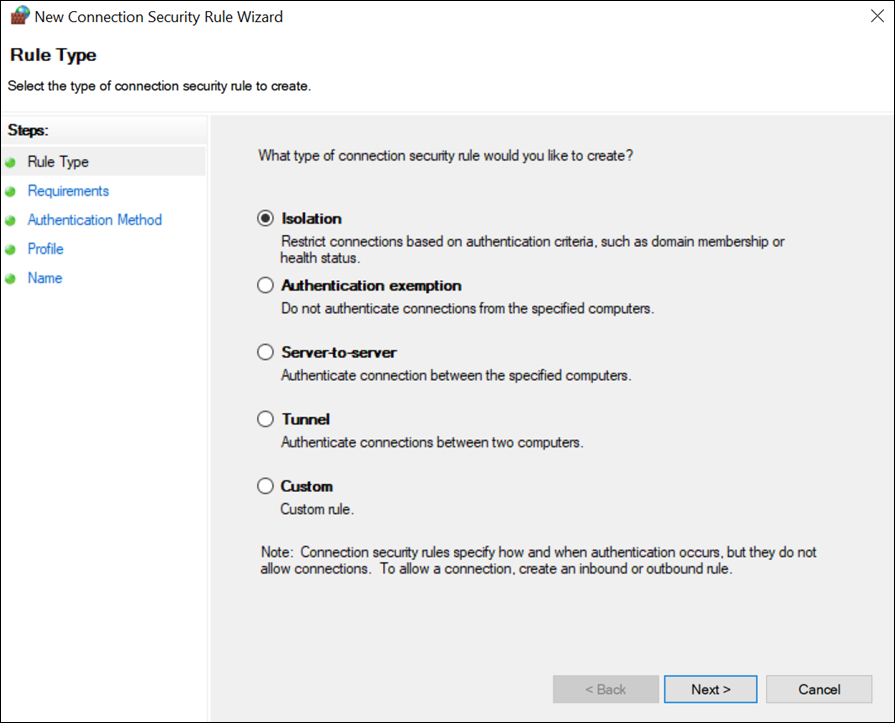 New Connection Security Rule Wizard
Rule Type
Select the type of connection security rule to create.
Steps:
Rule Type
Requirements
Authentication Method
Profile
Name
What type of connection security rule would you like to create?
Isolation
Restrict connections based on authentication criteria, such as domain membership or
health status.
Authentication exemption
Do not authenticate connections from the specified computers.
Server-to-server
Authenticate connection between the specified computers.
Tunnel
Authenticate connections between two computers.
Custom
Custom rule.
Note:  Connection security rules specify how and when authentication occurs, but they do not
allow connections.  To allow a connection, create an inbound or outbound rule.
< Back
Next >
Cancel